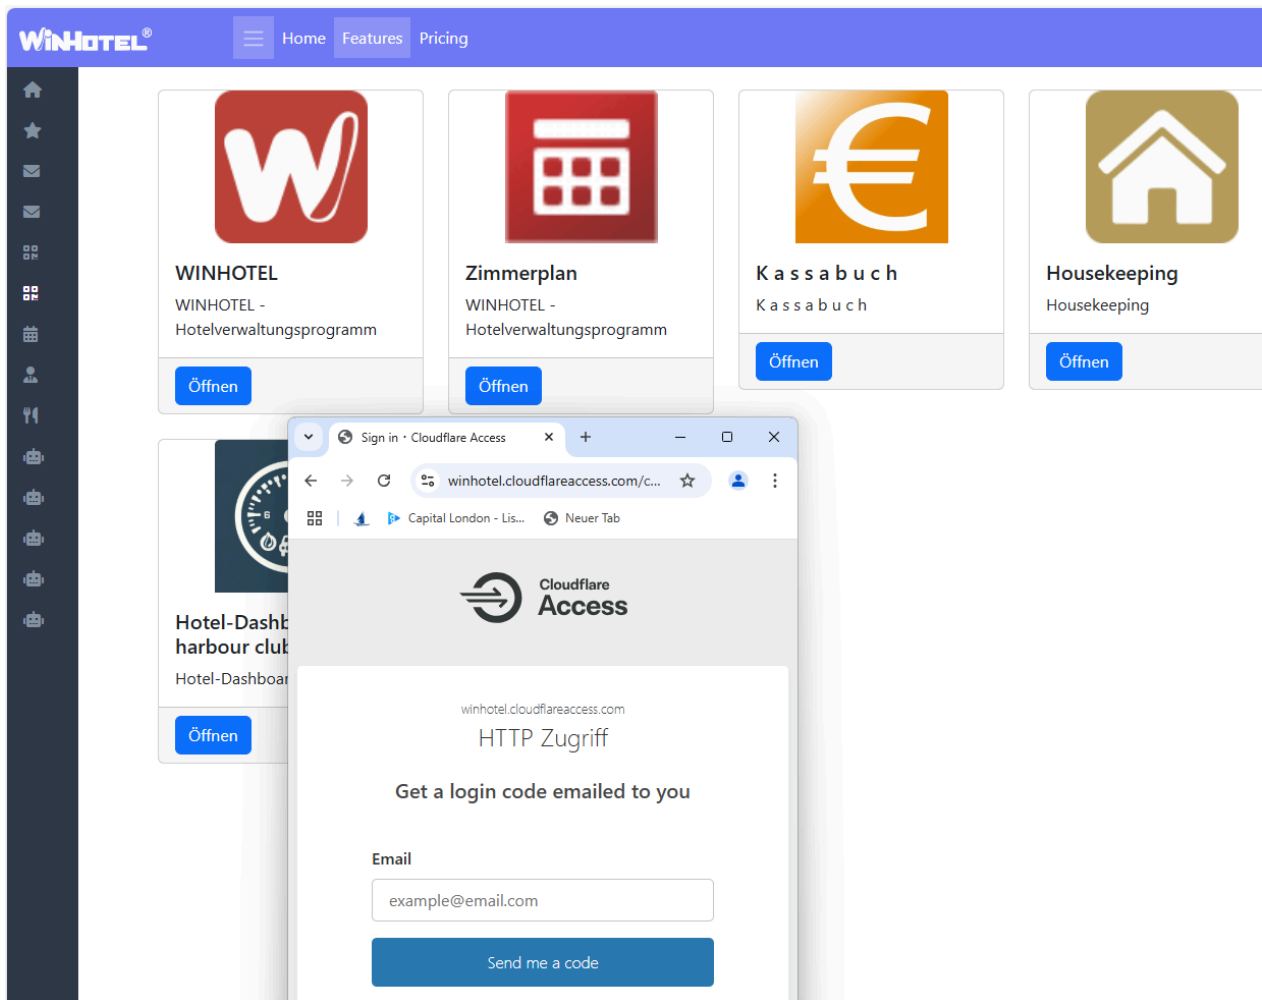 WINHOTEL®
Home Features Pricing
WINHOTEL
WINHOTEL -
Hotelverwaltungsprogramm
Öffnen
Zimmerplan
WINHOTEL -
Hotelverwaltungsprogramm
Öffnen
K a s s a b u c h
K a s s a b u c h
Öffnen
Housekeeping
Housekeeping
Öffnen
Hotel-Dashb
harbour club
Hotel-Dashboar
Öffnen
Sign in · Cloudflare Access
winhotel.cloudflareaccess.com/c...
Capital London - Lis... Neuer Tab
Cloudflare
Access
winhotel.cloudflareaccess.com
HTTP Zugriff
Get a login code emailed to you
Email
example@email.com
Send me a code